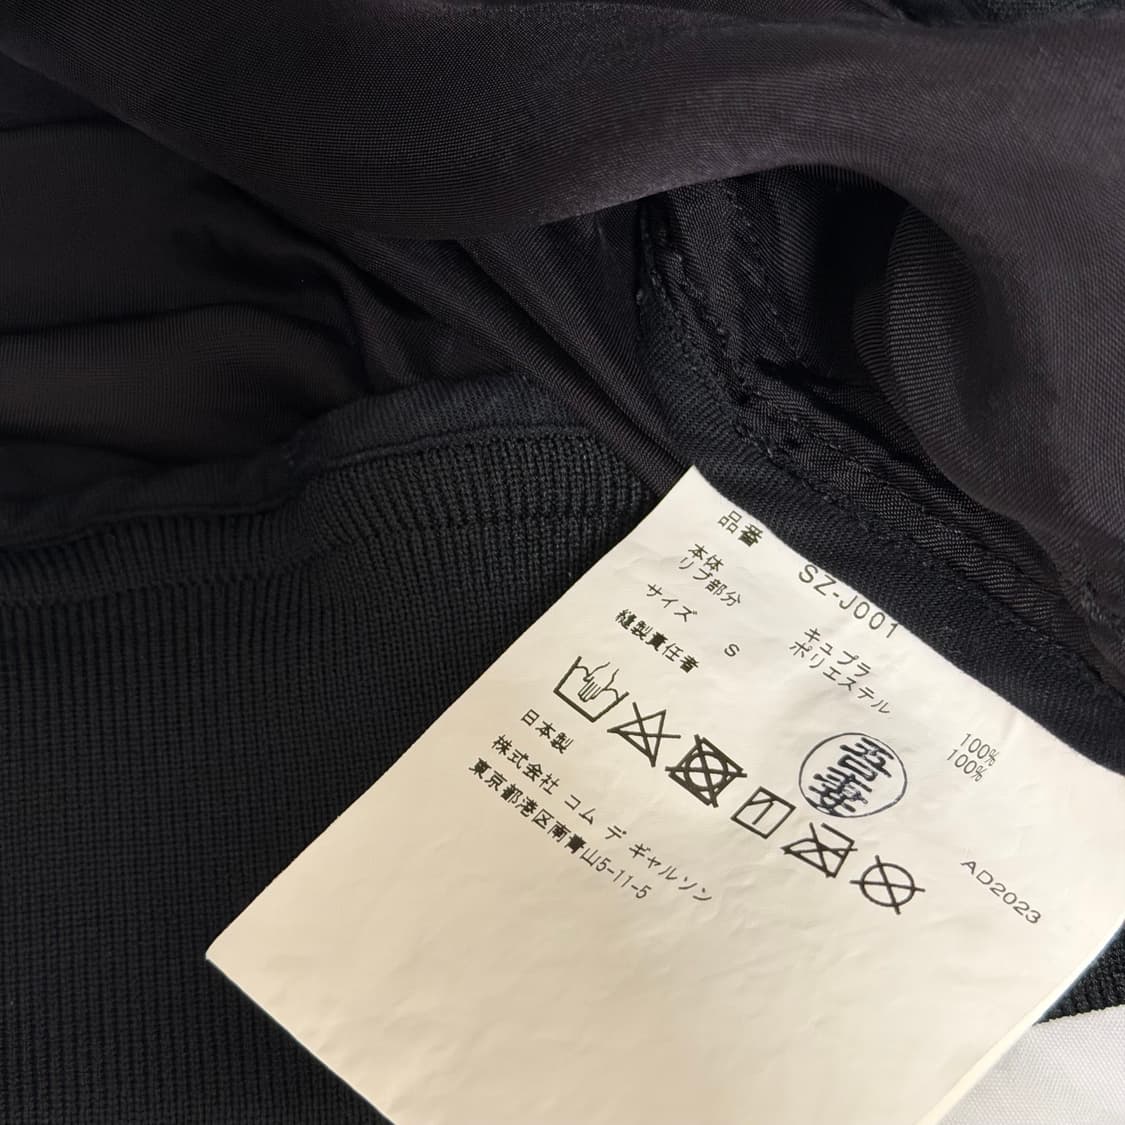 品番 SZ-J001
本体 キュプラ 100%
リブ部分 ポリエステル 100%
サイズ S
縫製責任者 吾妻
日本製
株式会社 コム デ ギャルソン
東京都港区南青山5-11-5
AD2023